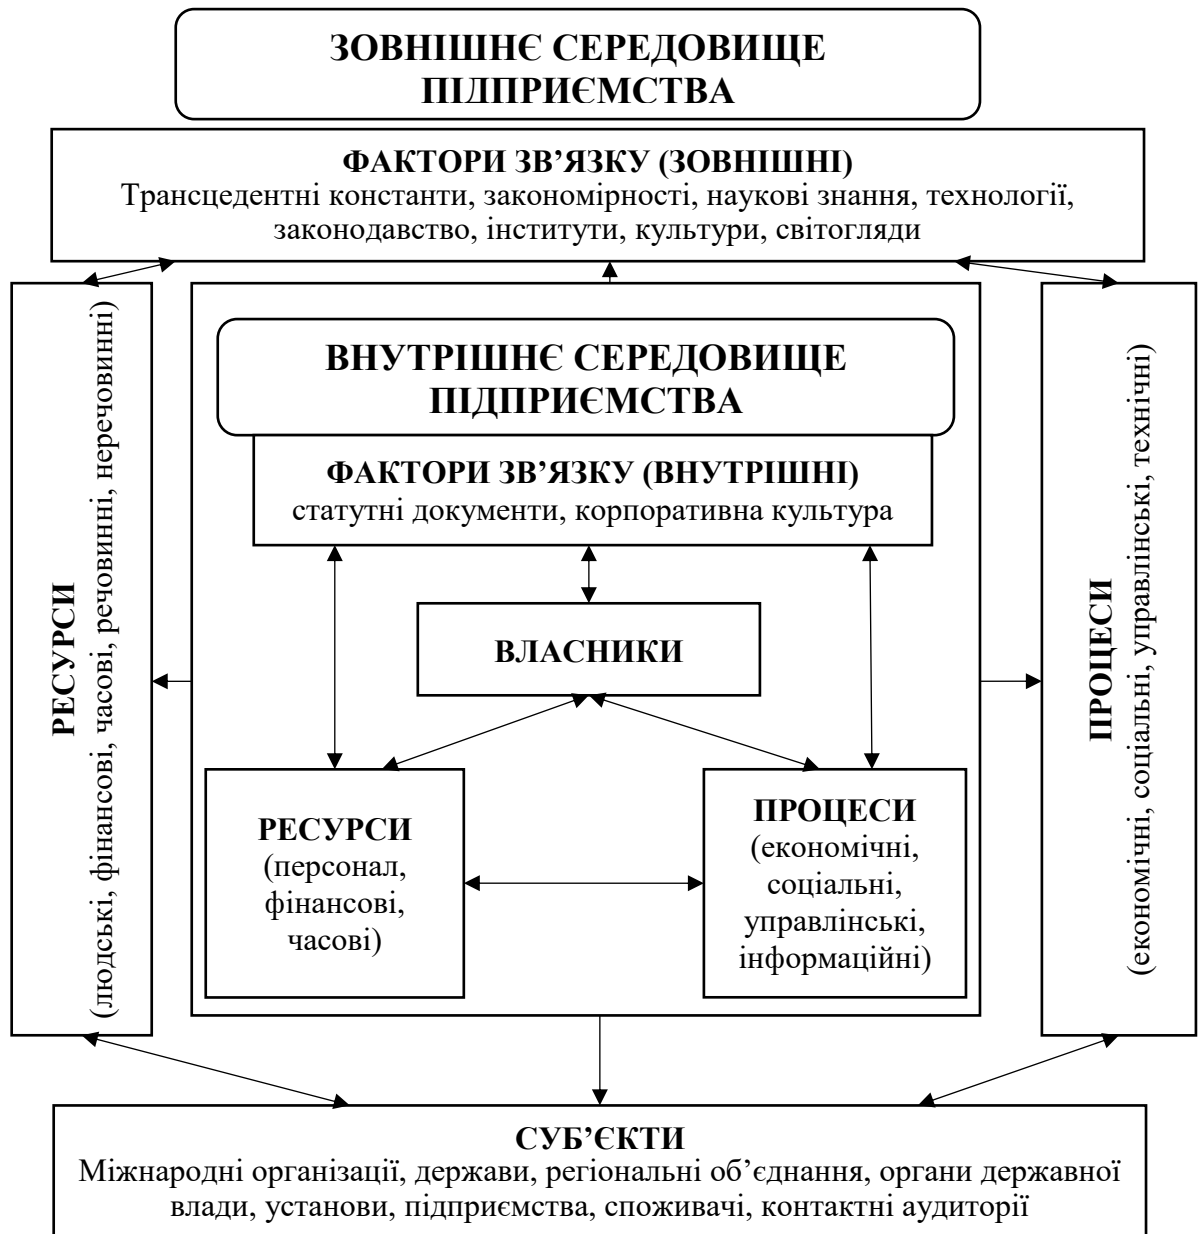 ЗОВНІШНЄ СЕРЕДОВИЩЕ
ПІДПРИЄМСТВА
ФАКТОРИ ЗВ’ЯЗКУ (ЗОВНІШНІ)
Трансцедентні константи, закономірності, наукові знання, технології,
законодавство, інститути, культури, світогляди
РЕСУРСИ
(людські, фінансові, часові, речовинні, неречовинні)
ВНУТРІШНЄ СЕРЕДОВИЩЕ
ПІДПРИЄМСТВА
ФАКТОРИ ЗВ’ЯЗКУ (ВНУТРІШНІ)
статутні документи, корпоративна культура
ВЛАСНИКИ
РЕСУРСИ
(персонал,
фінансові,
часові)
ПРОЦЕСИ
(економічні,
соціальні,
управлінські,
інформаційні)
ПРОЦЕСИ
(економічні, соціальні, управлінські, технічні)
СУБ’ЄКТИ
Міжнародні організації, держави, регіональні об’єднання, органи державної
влади, установи, підприємства, споживачі, контактні аудиторії